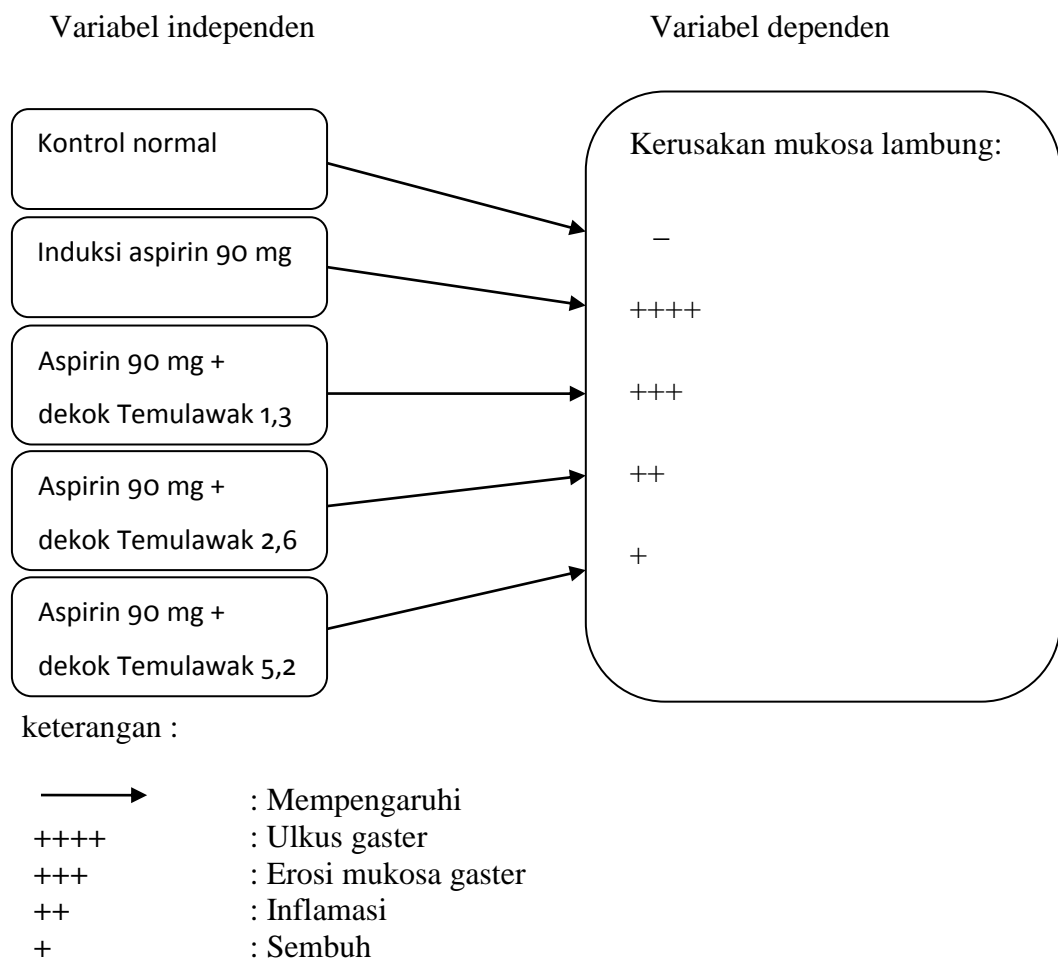 Variabel independen
Variabel dependen
Kontrol normal
Induksi aspirin 90 mg
Aspirin 90 mg +
dekok Temulawak 1,3
Aspirin 90 mg +
dekok Temulawak 2,6
Aspirin 90 mg +
dekok Temulawak 5,2
Kerusakan mukosa lambung:
–
++++
+++
++
+
keterangan :
: Mempengaruhi
++++ : Ulkus gaster
+++ : Erosi mukosa gaster
++ : Inflamasi
+ : Sembuh